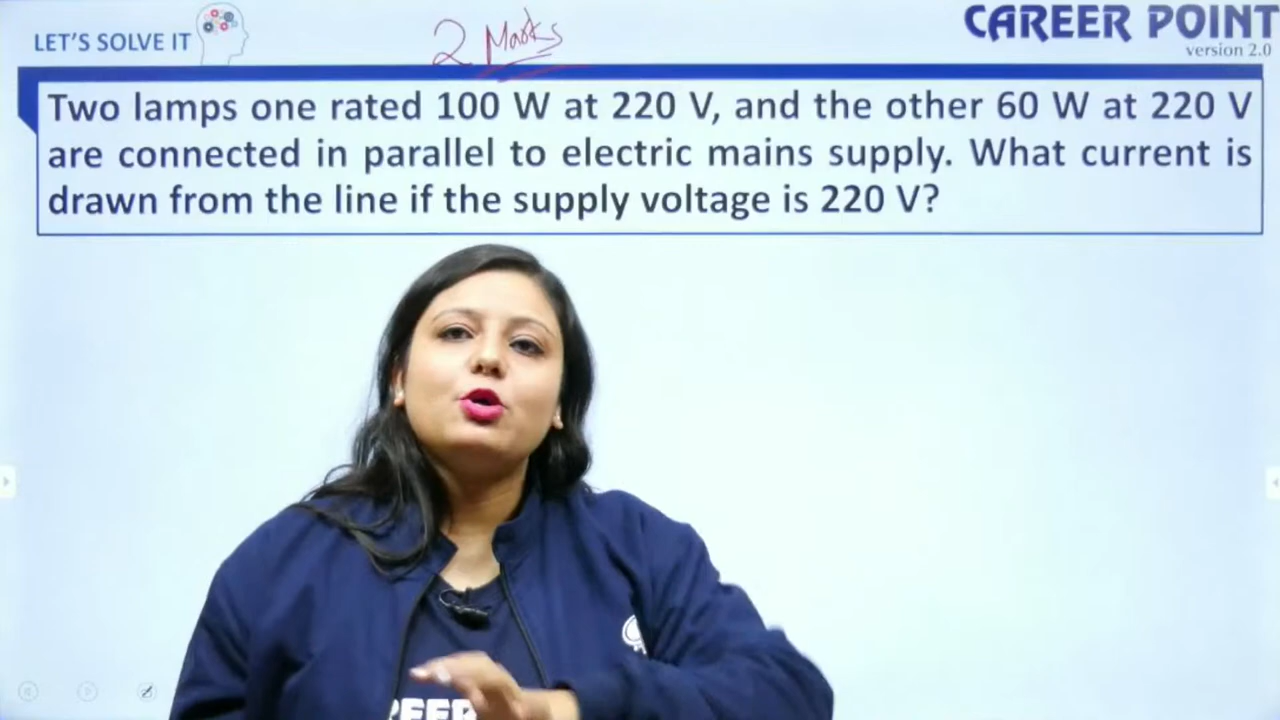 LET'S SOLVE IT
2 Marks
CAREER POINT
version 2.0
Two lamps one rated 100 W at 220 V, and the other 60 W at 220 V
are connected in parallel to electric mains supply. What current is
drawn from the line if the supply voltage is 220 V?